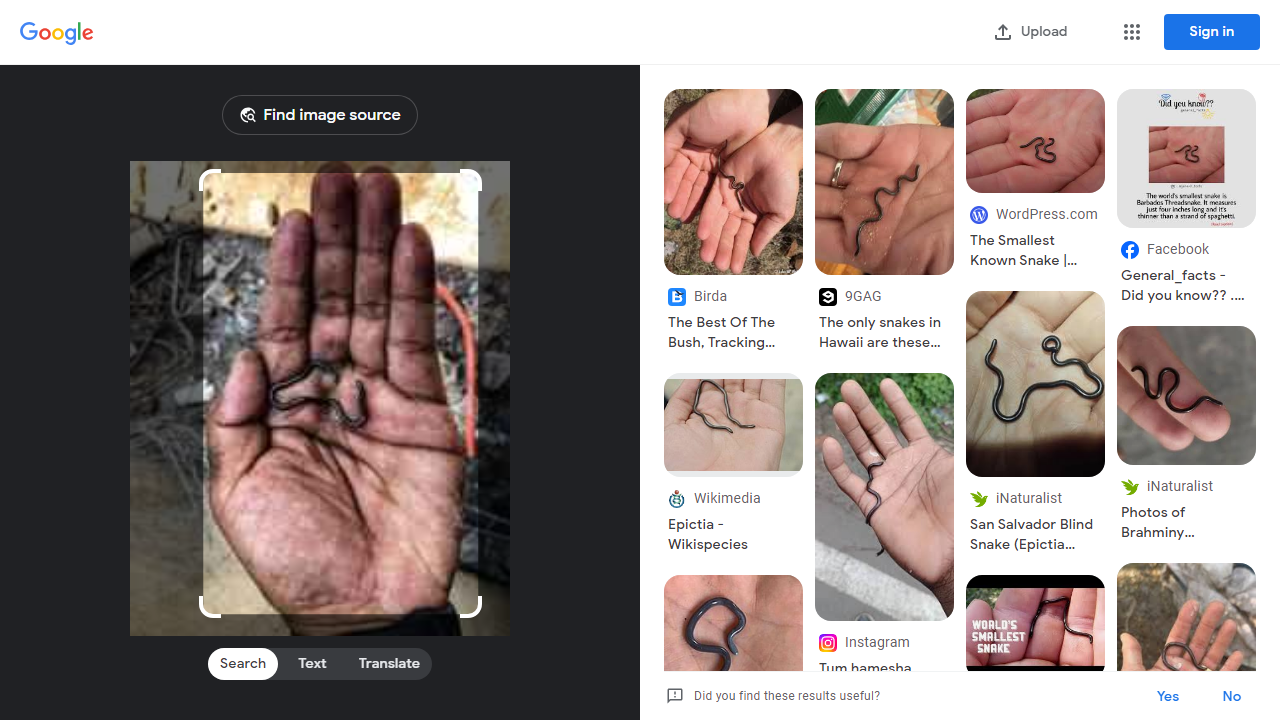 Google
Upload
Sign in
Find image source
Search
Text
Translate
Birda
The Best Of The
Bush, Tracking...
Wikimedia
Epictia -
Wikispecies
9GAG
The only snakes in
Hawaii are these...
Instagram
Tum hamesha
WordPress.com
The Smallest
Known Snake |...
iNaturalist
San Salvador Blind
Snake (Epictia...
WORLD'S
SMALLEST
SNAKE
Did you know??
The world's smallest snake is
Barbados Threadsnake. It measures
just four inches long and it's
thinner than a strand of spaghetti.
Facebook
General_facts -
Did you know?? ....
iNaturalist
Photos of
Brahminy...
Did you find these results useful?
Yes
No